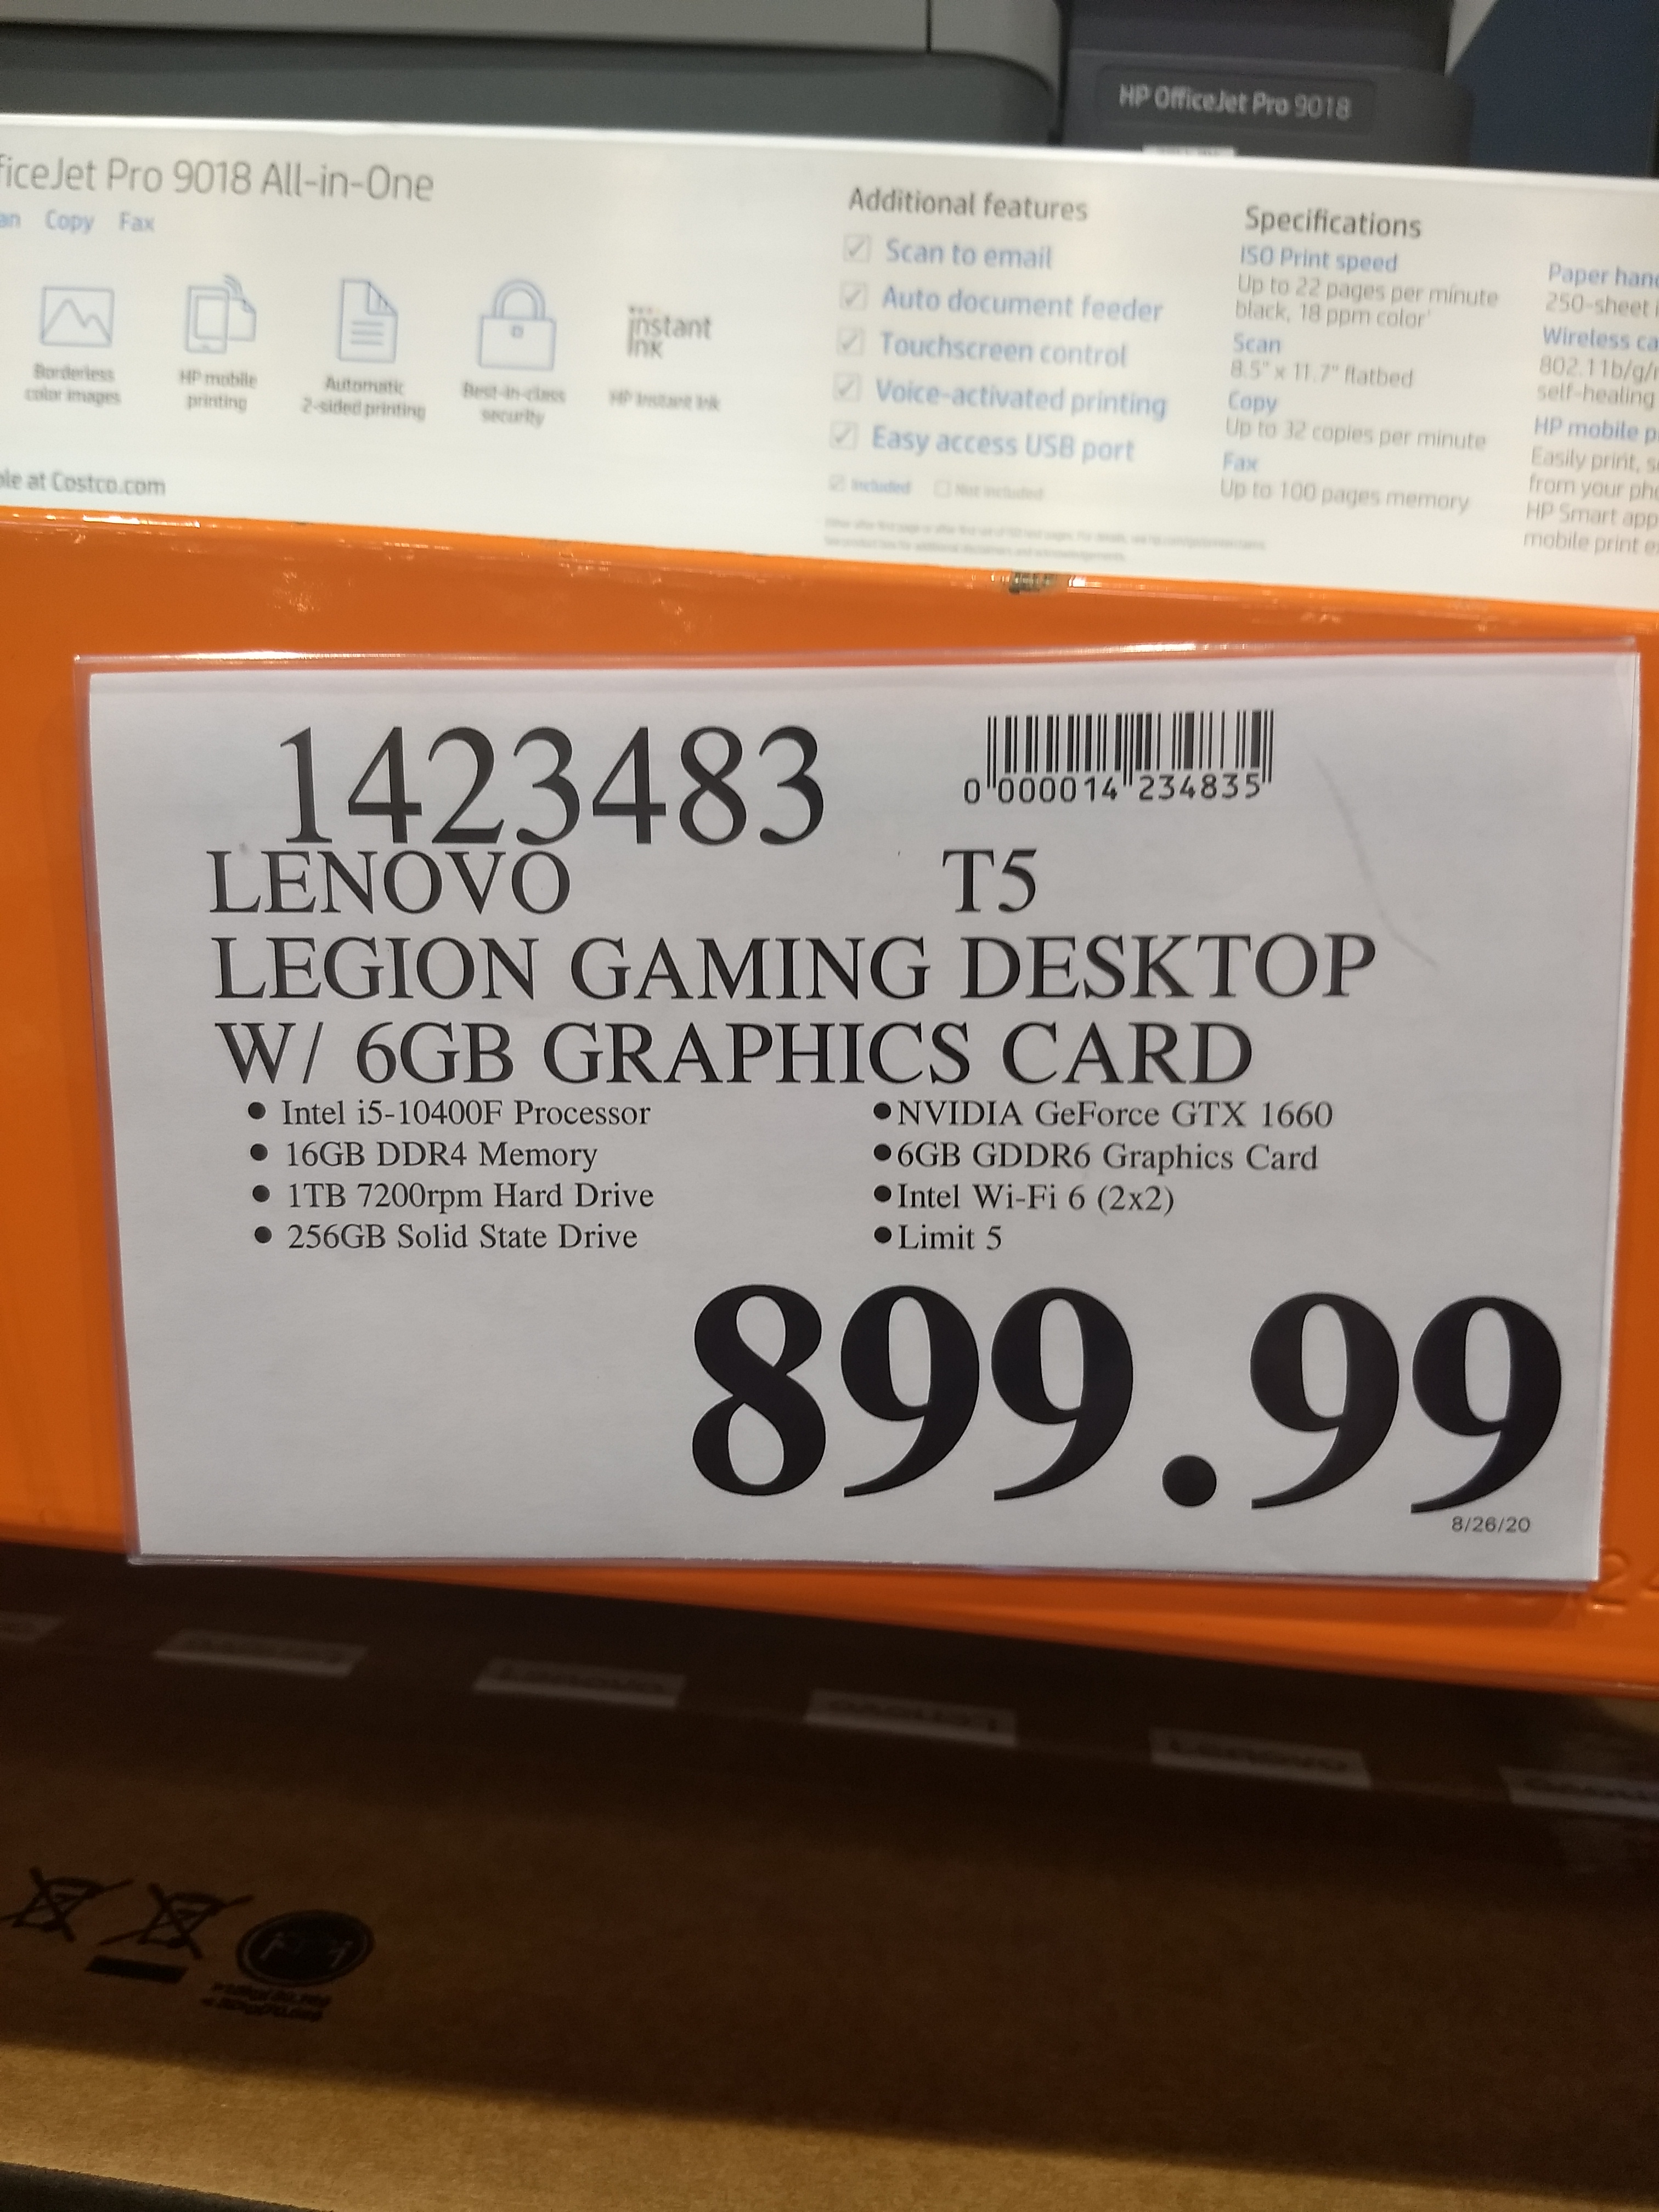 HP OfficeJet Pro 9018
ficeJet Pro 9018 All-in-One
an Copy Fax
Borderless
color images
HP mobile
printing
Automatic
2-sided printing
Best-in-class
security
instant
ink
HP Instant Ink
ble at Costco.com
Additional features
Scan to email
Auto document feeder
Touchscreen control
Voice-activated printing
Easy access USB port
Included Not included
Specifications
ISO Print speed
Up to 22 pages per minute
black, 18 ppm color
Scan
8.5" x 11.7" flatbed
Copy
Up to 32 copies per minute
Fax
Up to 100 pages memory
Paper hand
250-sheet i
Wireless ca
802.11b/g/n
self-healing
HP mobile p
Easily print, s
from your pho
HP Smart app
mobile print e
1423483
0 000014 234835
LENOVO T5
LEGION GAMING DESKTOP
W/ 6GB GRAPHICS CARD
• Intel i5-10400F Processor
• 16GB DDR4 Memory
• 1TB 7200rpm Hard Drive
• 256GB Solid State Drive
•NVIDIA GeForce GTX 1660
•6GB GDDR6 Graphics Card
•Intel Wi-Fi 6 (2x2)
•Limit 5
899.99
8/26/20
Lenovo Lenovo Lenovo Lenovo